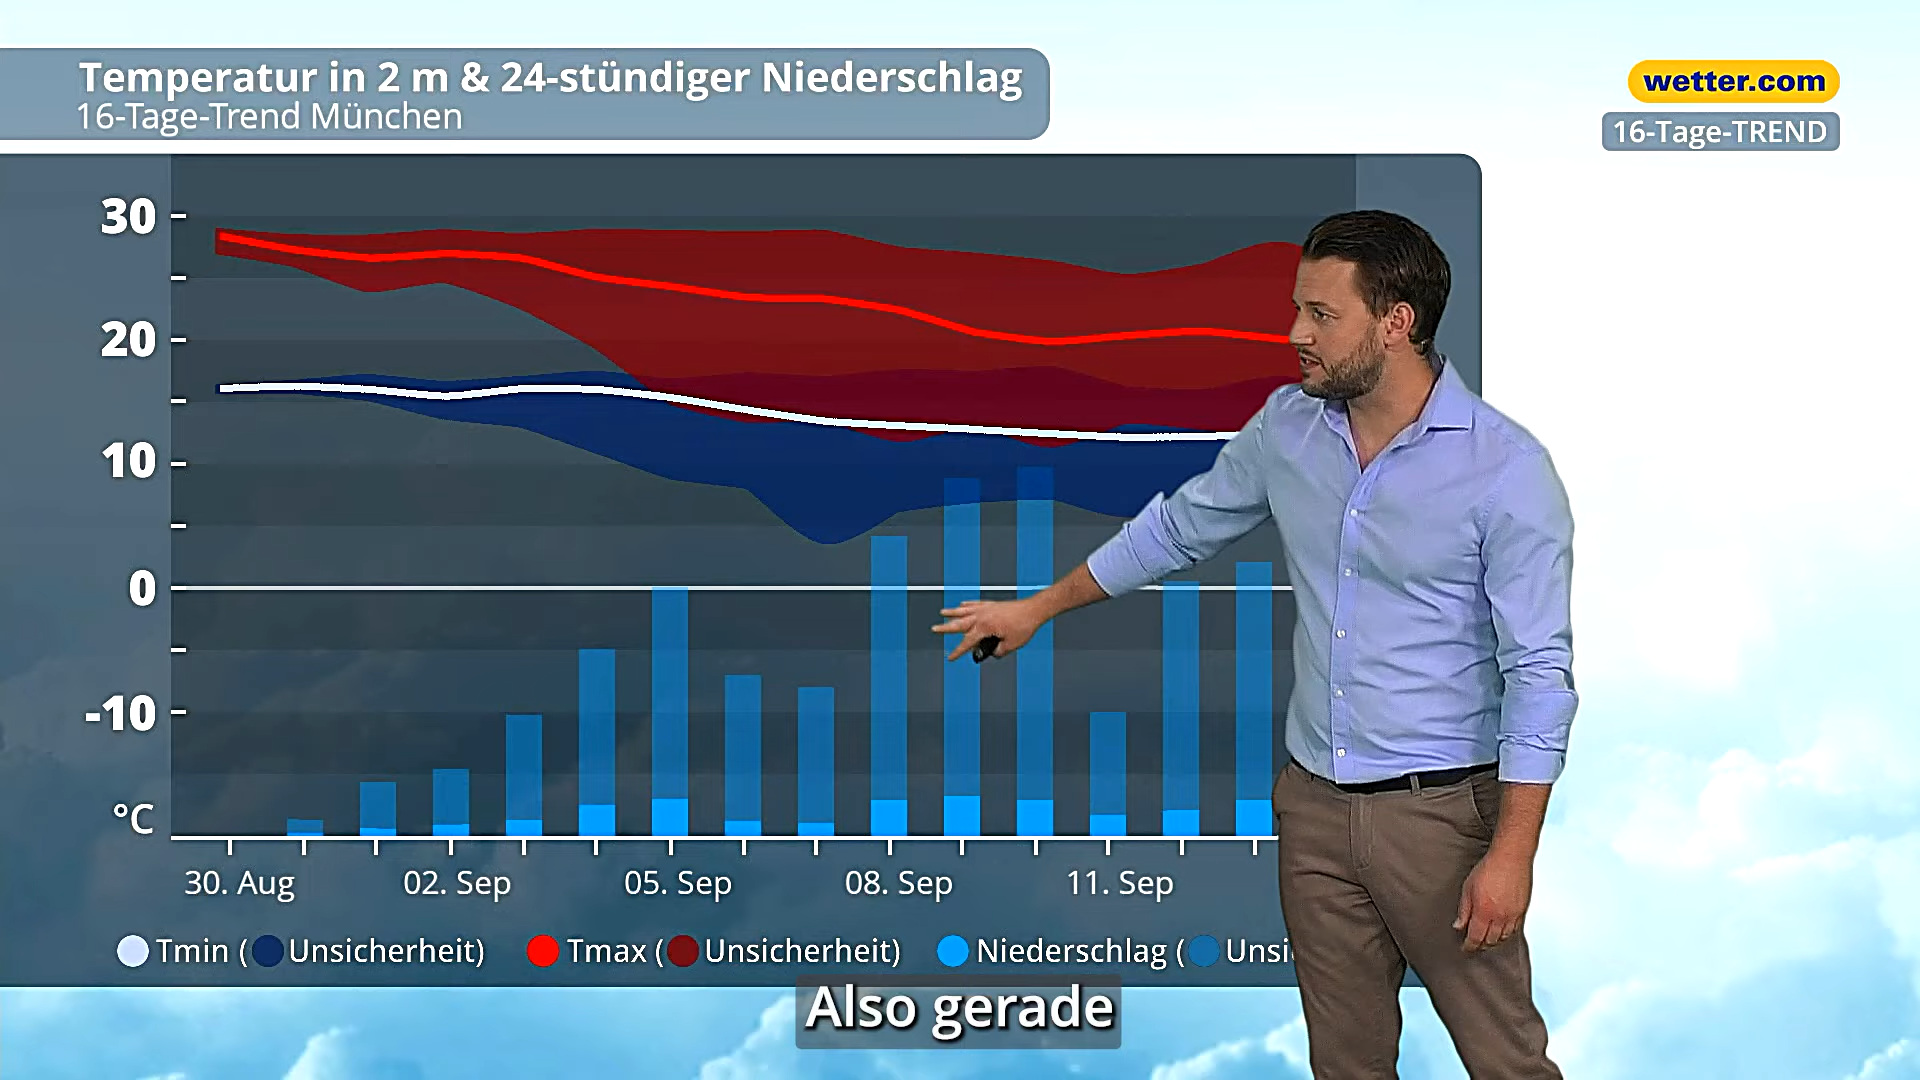 Temperatur in 2 m & 24-stündiger Niederschlag
16-Tage-Trend München
wetter.com
16-Tage-TREND
30
20
10
0
-10
°C
30. Aug 02. Sep 05. Sep 08. Sep 11. Sep
Tmin ( Unsicherheit) Tmax ( Unsicherheit) Niederschlag (
Also gerade